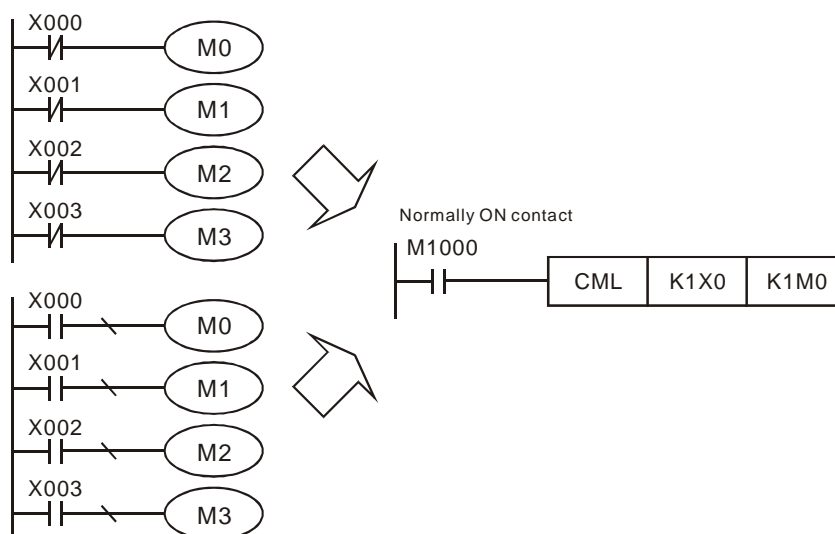 X000
M0
X001
M1
X002
M2
X003
M3
Normally ON contact
M1000
CML K1X0 K1M0
X000
M0
X001
M1
X002
M2
X003
M3